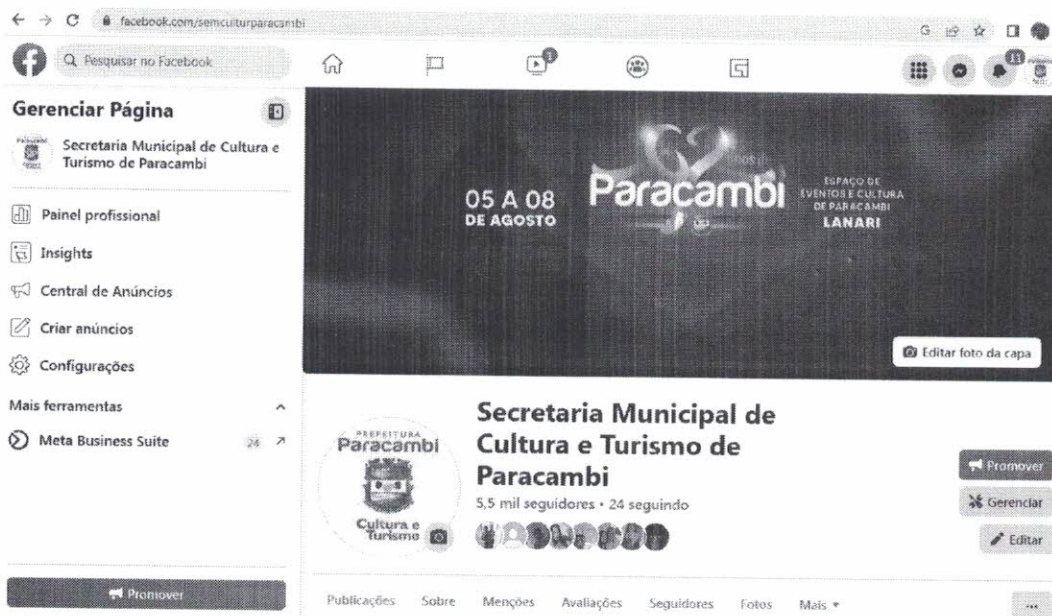 facebook.com/semculturparacambi
Pesquisar no Facebook
1
11
Gerenciar Página
Secretaria Municipal de Cultura e
Turismo de Paracambi
Painel profissional
Insights
Central de Anúncios
Criar anúncios
Configurações
Mais ferramentas
Meta Business Suite
24
Promover
05 A 08
DE AGOSTO
Paracambi
ESPAÇO DE
EVENTOS E CULTURA
DE PARACAMBI
LANARI
Editar foto da capa
PREFEITURA
Paracambi
Cultura e
Turismo
Secretaria Municipal de
Cultura e Turismo de
Paracambi
5,5 mil seguidores • 24 seguindo
Promover
Gerenciar
Editar
Publicações Sobre Menções Avaliações Seguidores Fotos Mais